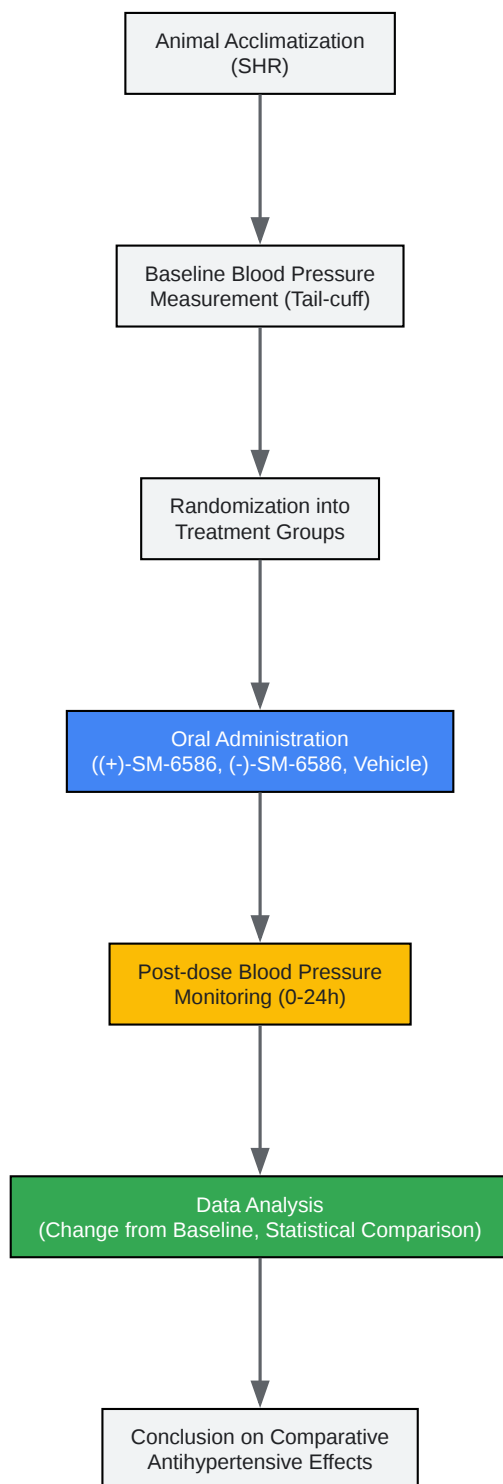 Animal Acclimatization
(SHR)
Baseline Blood Pressure
Measurement (Tail-cuff)
Randomization into
Treatment Groups
Oral Administration
((+)-SM-6586, (-)-SM-6586, Vehicle)
Post-dose Blood Pressure
Monitoring (0-24h)
Data Analysis
(Change from Baseline, Statistical Comparison)
Conclusion on Comparative
Antihypertensive Effects